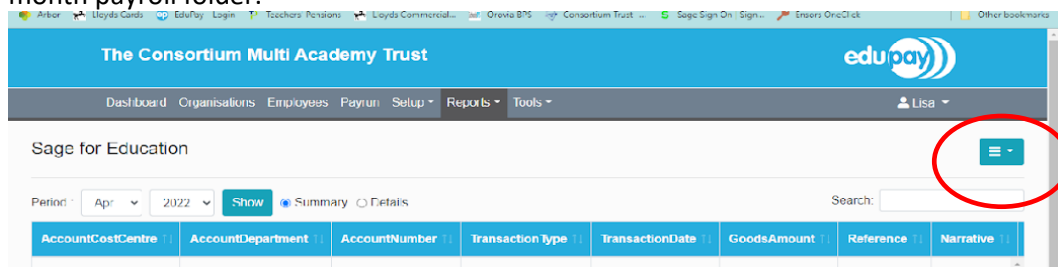 month payroll folder.
Arbor Lloyds Cards EduPay Login Teachers Pensions Lloyds Commercial... Orovia BPS Consortium Trust ... Sage Sign On | Sign... Ensors OneClick Other bookmarks
The Consortium Multi Academy Trust edupay
Dashboard Organisations Employees Payrun Setup Reports Tools Lisa
Sage for Education
Period : Apr 2022 Show Summary Details Search:
AccountCostCentre AccountDepartment AccountNumber TransactionType TransactionDate GoodsAmount Reference Narrative